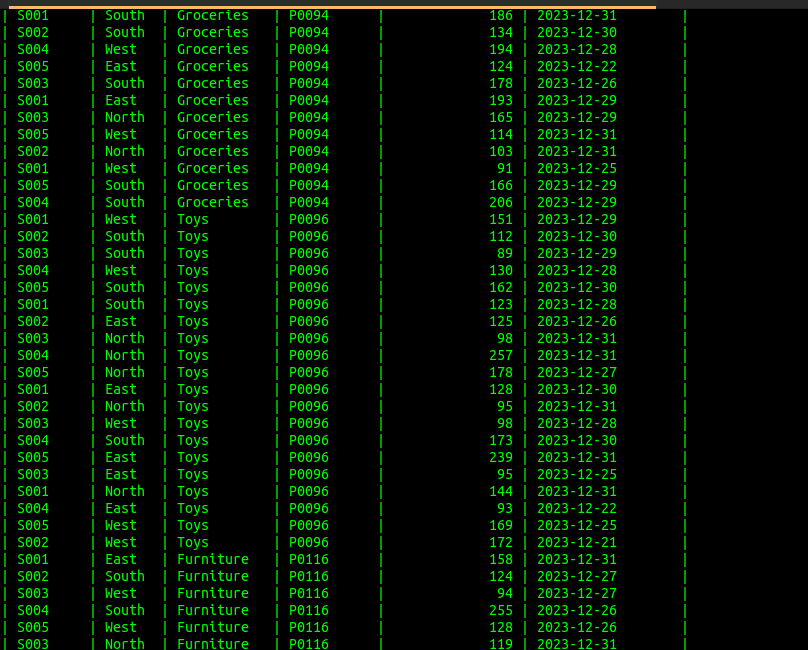 | S001 | South | Groceries | P0094 | 186 | 2023-12-31 |
| S002 | South | Groceries | P0094 | 134 | 2023-12-30 |
| S004 | West | Groceries | P0094 | 194 | 2023-12-28 |
| S005 | East | Groceries | P0094 | 124 | 2023-12-22 |
| S003 | South | Groceries | P0094 | 178 | 2023-12-26 |
| S001 | East | Groceries | P0094 | 193 | 2023-12-29 |
| S003 | North | Groceries | P0094 | 165 | 2023-12-29 |
| S005 | West | Groceries | P0094 | 114 | 2023-12-31 |
| S002 | North | Groceries | P0094 | 103 | 2023-12-31 |
| S001 | West | Groceries | P0094 | 91 | 2023-12-25 |
| S005 | South | Groceries | P0094 | 166 | 2023-12-29 |
| S004 | South | Groceries | P0094 | 206 | 2023-12-29 |
| S001 | West | Toys | P0096 | 151 | 2023-12-29 |
| S002 | South | Toys | P0096 | 112 | 2023-12-30 |
| S003 | South | Toys | P0096 | 89 | 2023-12-29 |
| S004 | West | Toys | P0096 | 130 | 2023-12-28 |
| S005 | South | Toys | P0096 | 162 | 2023-12-30 |
| S001 | South | Toys | P0096 | 123 | 2023-12-28 |
| S002 | East | Toys | P0096 | 125 | 2023-12-26 |
| S003 | North | Toys | P0096 | 98 | 2023-12-31 |
| S004 | North | Toys | P0096 | 257 | 2023-12-31 |
| S005 | North | Toys | P0096 | 178 | 2023-12-27 |
| S001 | East | Toys | P0096 | 128 | 2023-12-30 |
| S002 | North | Toys | P0096 | 95 | 2023-12-31 |
| S003 | West | Toys | P0096 | 98 | 2023-12-28 |
| S004 | South | Toys | P0096 | 173 | 2023-12-30 |
| S005 | East | Toys | P0096 | 239 | 2023-12-31 |
| S003 | East | Toys | P0096 | 95 | 2023-12-25 |
| S001 | North | Toys | P0096 | 144 | 2023-12-31 |
| S004 | East | Toys | P0096 | 93 | 2023-12-22 |
| S005 | West | Toys | P0096 | 169 | 2023-12-25 |
| S002 | West | Toys | P0096 | 172 | 2023-12-21 |
| S001 | East | Furniture | P0116 | 158 | 2023-12-31 |
| S002 | South | Furniture | P0116 | 124 | 2023-12-27 |
| S003 | West | Furniture | P0116 | 94 | 2023-12-27 |
| S004 | South | Furniture | P0116 | 255 | 2023-12-26 |
| S005 | West | Furniture | P0116 | 128 | 2023-12-26 |
| S003 | North | Furniture | P0116 | 119 | 2023-12-31 |